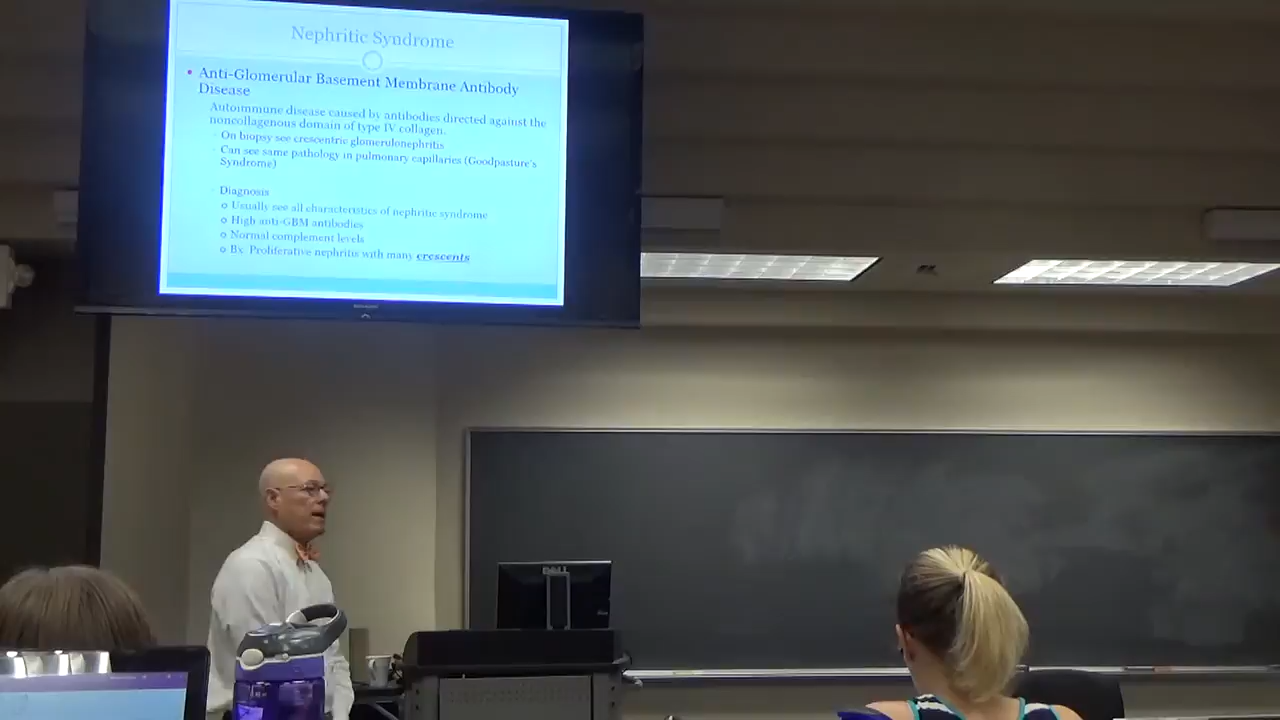 Nephritic Syndrome
• Anti-Glomerular Basement Membrane Antibody
Disease
Autoimmune disease caused by antibodies directed against the
noncollagenous domain of type IV collagen.
On biopsy see crescentric glomerulonephritis
Can see same pathology in pulmonary capillaries (Goodpasture's
Syndrome)
Diagnosis
Usually see all characteristics of nephritic syndrome
High anti-GBM antibodies
Normal complement levels
Bx: Proliferative nephritis with many crescents
DELL